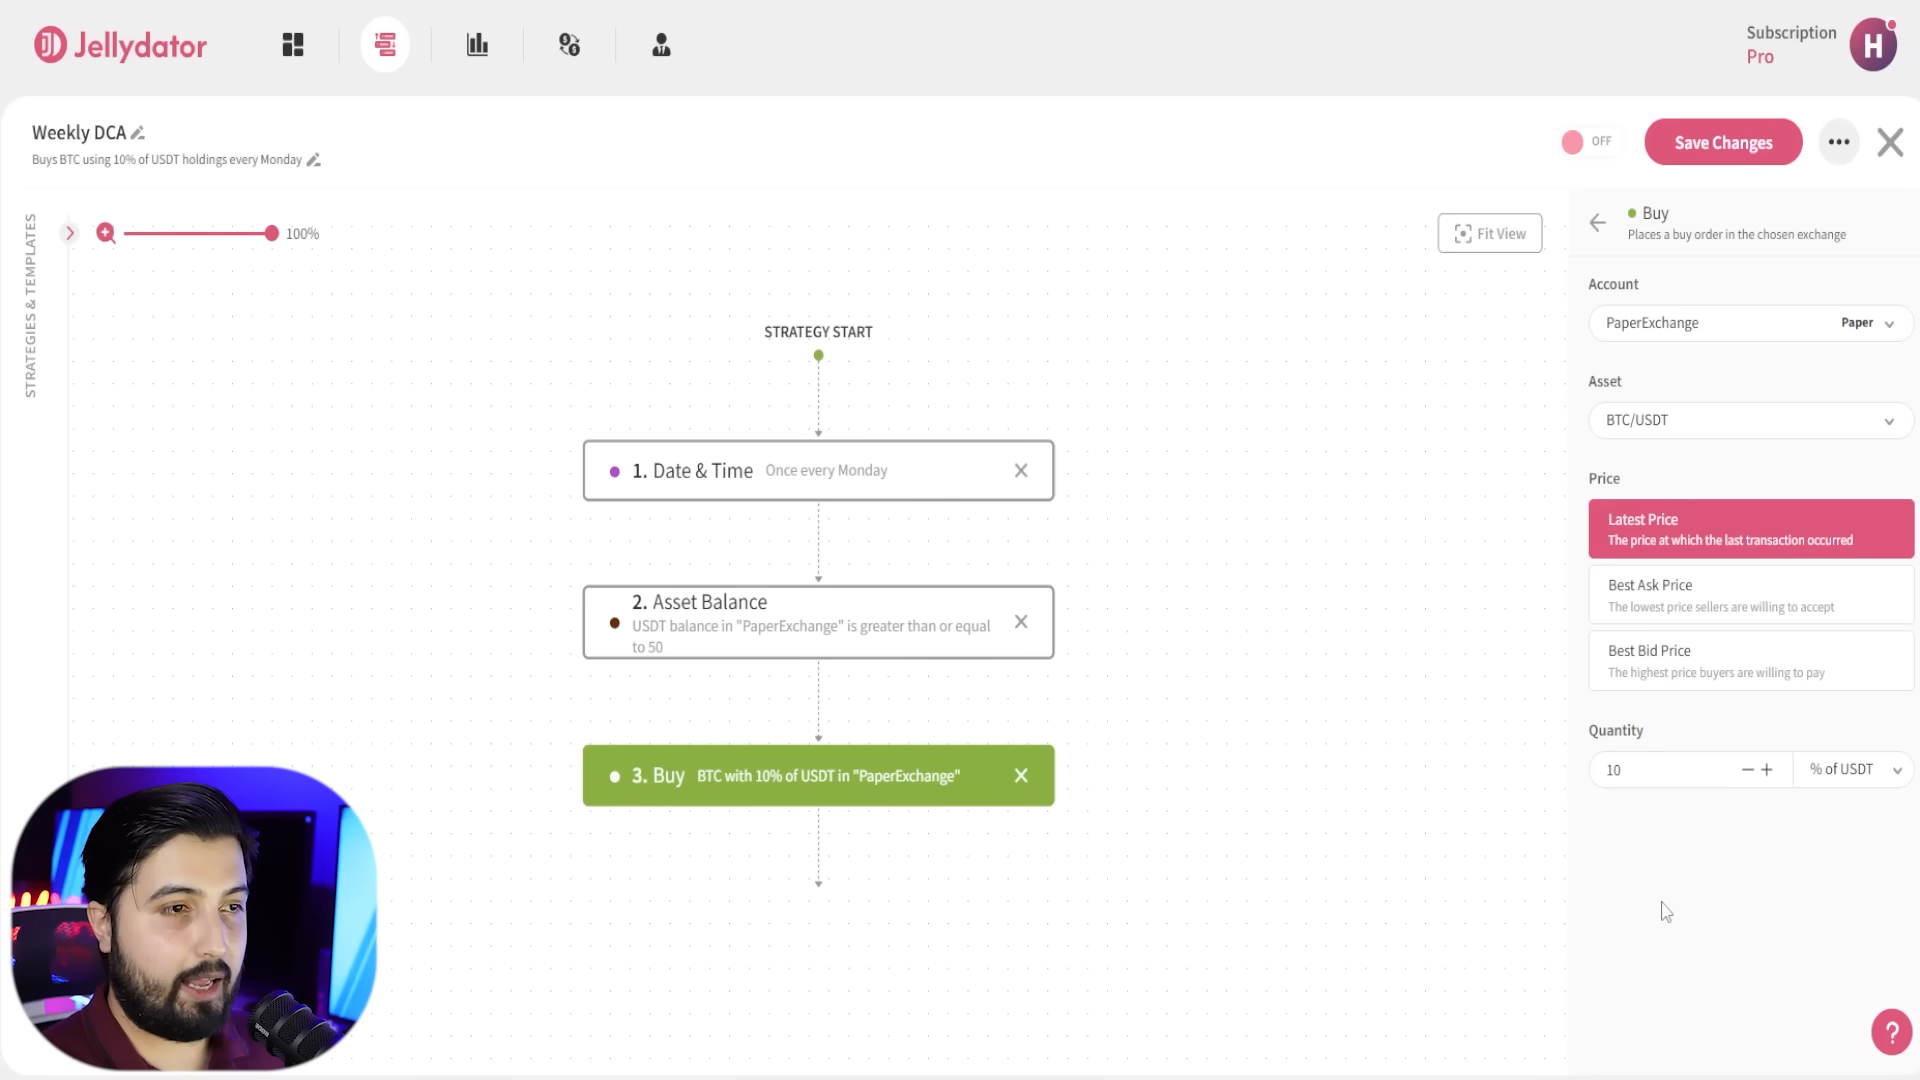 Jellydator
Subscription
Pro
H
Weekly DCA
Buys BTC using 10% of USDT holdings every Monday
OFF
Save Changes
STRATEGIES & TEMPLATES
100%
Fit View
STRATEGY START
1. Date & Time Once every Monday
2. Asset Balance
USDT balance in "PaperExchange" is greater than or equal
to 50
3. Buy BTC with 10% of USDT in "PaperExchange"
Buy
Places a buy order in the chosen exchange
Account
PaperExchange Paper
Asset
BTC/USDT
Price
Latest Price
The price at which the last transaction occurred
Best Ask Price
The lowest price sellers are willing to accept
Best Bid Price
The highest price buyers are willing to pay
Quantity
10 % of USDT
?